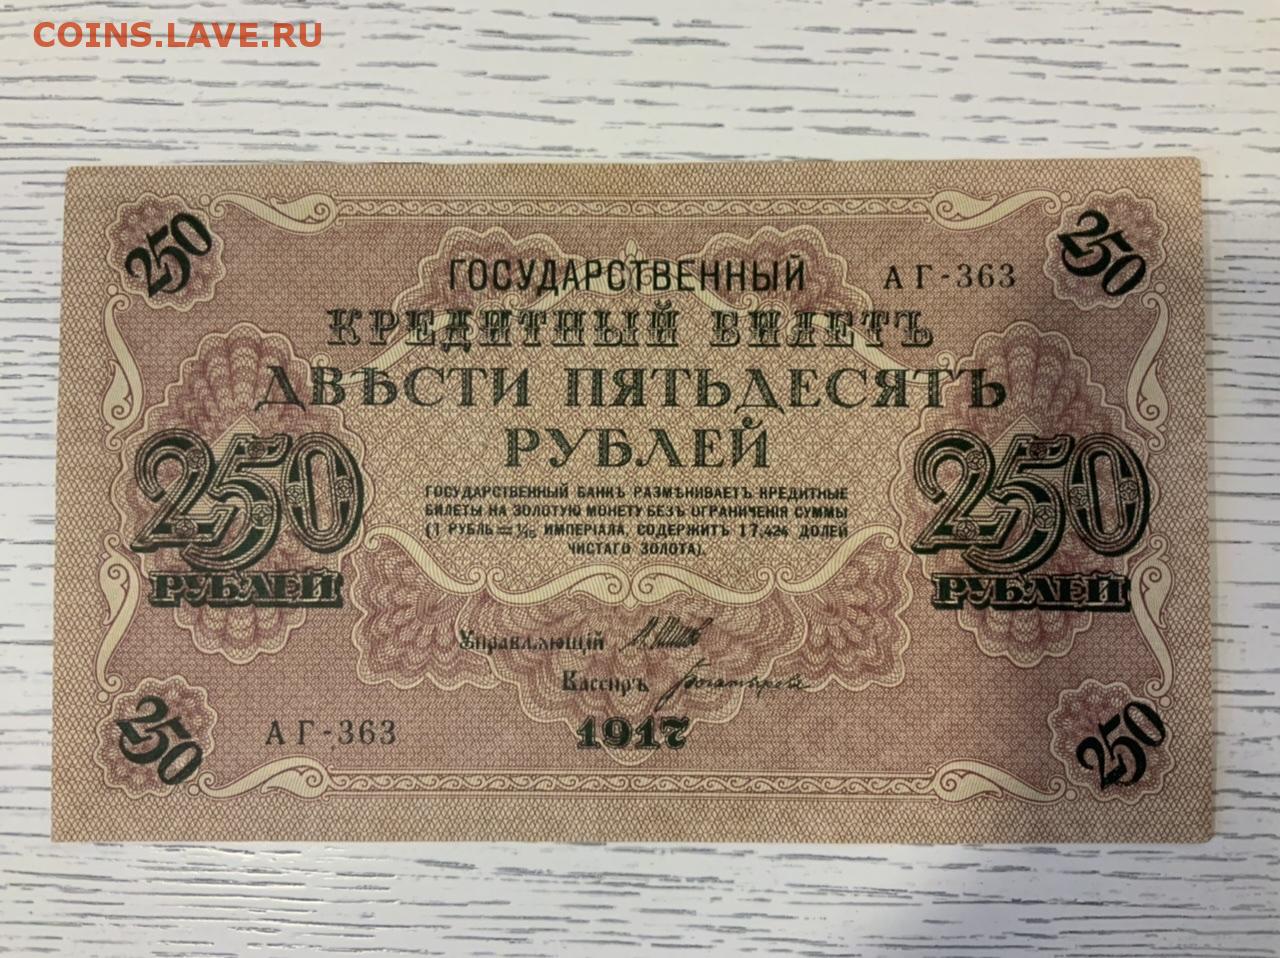 COINS.LAVE.RU
250
250
ГОСУДАРСТВЕННЫЙ
АГ-363
КРЕДИТНЫЙ БИЛЕТЪ
ДВѢСТИ ПЯТЬДЕСЯТЪ
РУБЛЕЙ
250
РУБЛЕЙ
250
РУБЛЕЙ
ГОСУДАРСТВЕННЫЙ БАНКЪ РАЗМѢНИВАЕТЪ КРЕДИТНЫЕ
БИЛЕТЫ НА ЗОЛОТУЮ МОНЕТУ БЕЗЪ ОГРАНИЧЕНІЯ СУММЫ
(1 РУБЛЬ = 1/15 ИМПЕРІАЛА, СОДЕРЖИТЪ 17,424 ДОЛЕЙ
ЧИСТАГО ЗОЛОТА).
Управляющій И. Шипов
Кассиръ Богатырев
АГ-363
1917
250
250